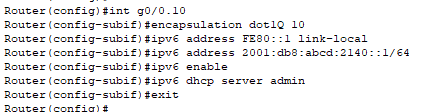 Router(config)#int g0/0.10
Router(config-subif)#encapsulation dot1Q 10
Router(config-subif)#ipv6 address FE80::1 link-local
Router(config-subif)#ipv6 address 2001:db8:abcd:2140::1/64
Router(config-subif)#ipv6 enable
Router(config-subif)#ipv6 dhcp server admin
Router(config-subif)#exit
Router(config)#